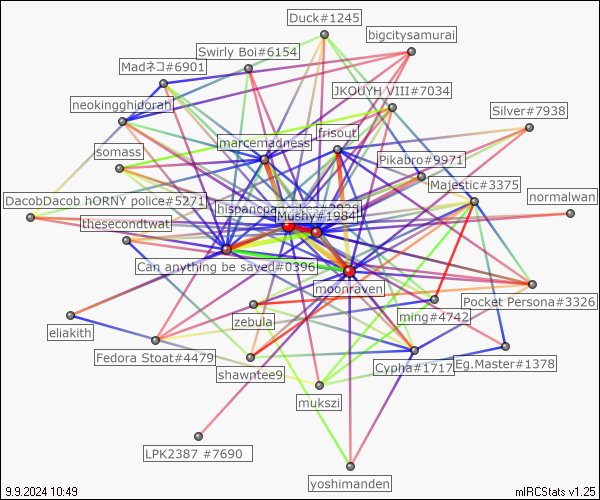 Duck#1245
bigcitysamurai
Swirly Boi#6154
Madネコ#6901
JKOUYH VIII#7034
neokingghidorah
Silver#7938
marcemadness
frisout
somass
Pikabro#9971
Majestic#3375
DacobDacob hORNY police#5271
normalwan
Mushy#1984
thesecondtwat
Can anything be saved#0396
moonraven
Pocket Persona#3326
zebula
ming#4742
eliakith
Fedora Stoat#4479
shawntee9
Cypha#1717
Eg.Master#1378
mukszi
LPK2387 #7690
yoshimanden
9.9.2024 10:49
mIRCStats v1.25